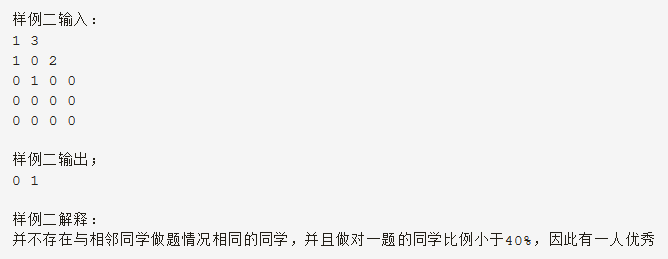 样例二输入：
1 3
1 0 2
0 1 0 0
0 0 0 0
0 0 0 0
样例二输出；
0 1
样例二解释：
并不存在与相邻同学做题情况相同的同学，并且做对一题的同学比例小于40%，因此有一人优秀